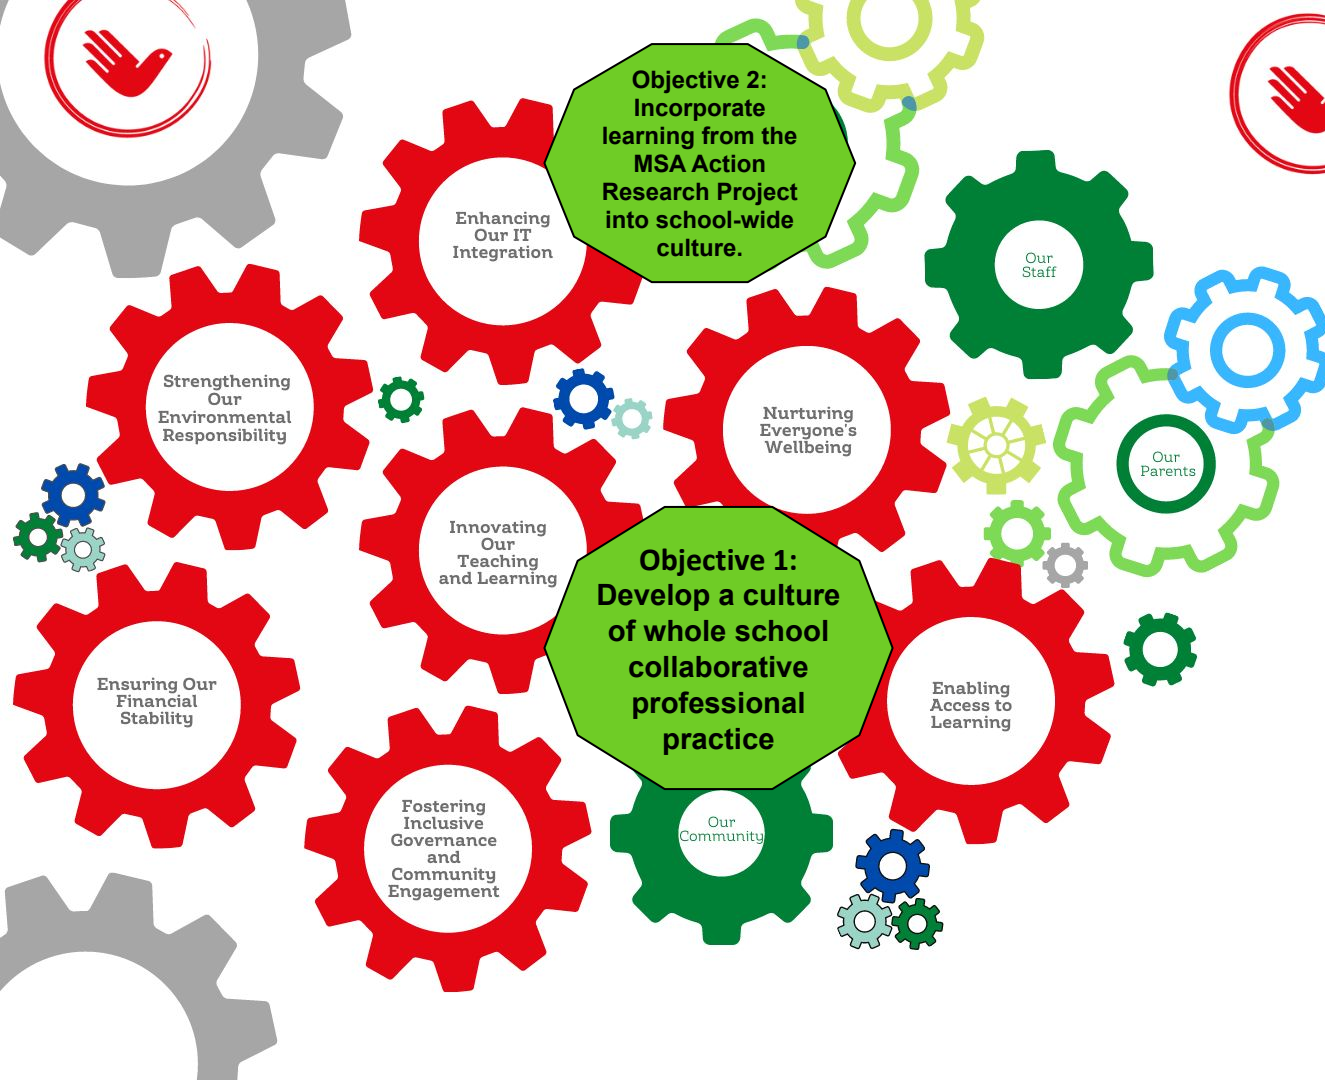 Objective 2:
Incorporate
learning from the
MSA Action
Research Project
into school-wide
culture.
Enhancing
Our IT
Integration
Our
Staff
Strengthening
Our
Environmental
Responsibility
Nurturing
Everyone's
Wellbeing
Our
Parents
Innovating
Our
Teaching
and Learning
Objective 1:
Develop a culture
of whole school
collaborative
professional
practice
Ensuring Our
Financial
Stability
Enabling
Access to
Learning
Fostering
Inclusive
Governance
and
Community
Engagement
Our
Community